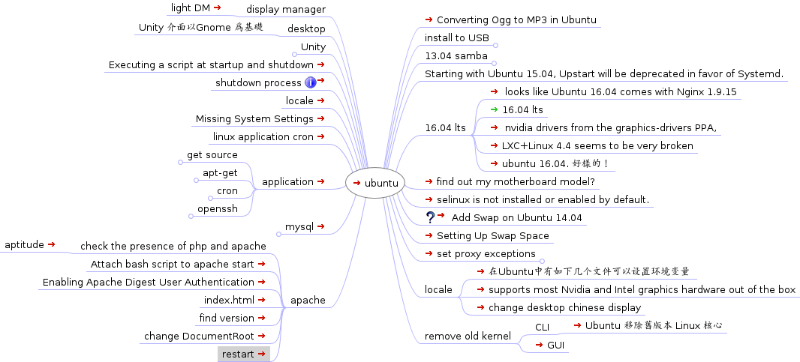 light DM
display manager
Unity 介面以Gnome 為基礎
desktop
Unity
Executing a script at startup and shutdown
shutdown process
locale
Missing System Settings
linux application cron
get source
apt-get
cron
openssh
application
mysql
aptitude
check the presence of php and apache
Attach bash script to apache start
Enabling Apache Digest User Authentication
index.html
find version
change DocumentRoot
restart
apache
ubuntu
Converting Ogg to MP3 in Ubuntu
install to USB
13.04 samba
Starting with Ubuntu 15.04, Upstart will be deprecated in favor of Systemd.
16.04 lts
looks like Ubuntu 16.04 comes with Nginx 1.9.15
16.04 lts
nvidia drivers from the graphics-drivers PPA,
LXC+Linux 4.4 seems to be very broken
ubuntu 16.04. 好樣的！
find out my motherboard model?
selinux is not installed or enabled by default.
Add Swap on Ubuntu 14.04
Setting Up Swap Space
set proxy exceptions
locale
在Ubuntu中有如下几个文件可以设置环境变量
supports most Nvidia and Intel graphics hardware out of the box
change desktop chinese display
remove old kernel
CLI
Ubuntu 移除舊版本 Linux 核心
GUI